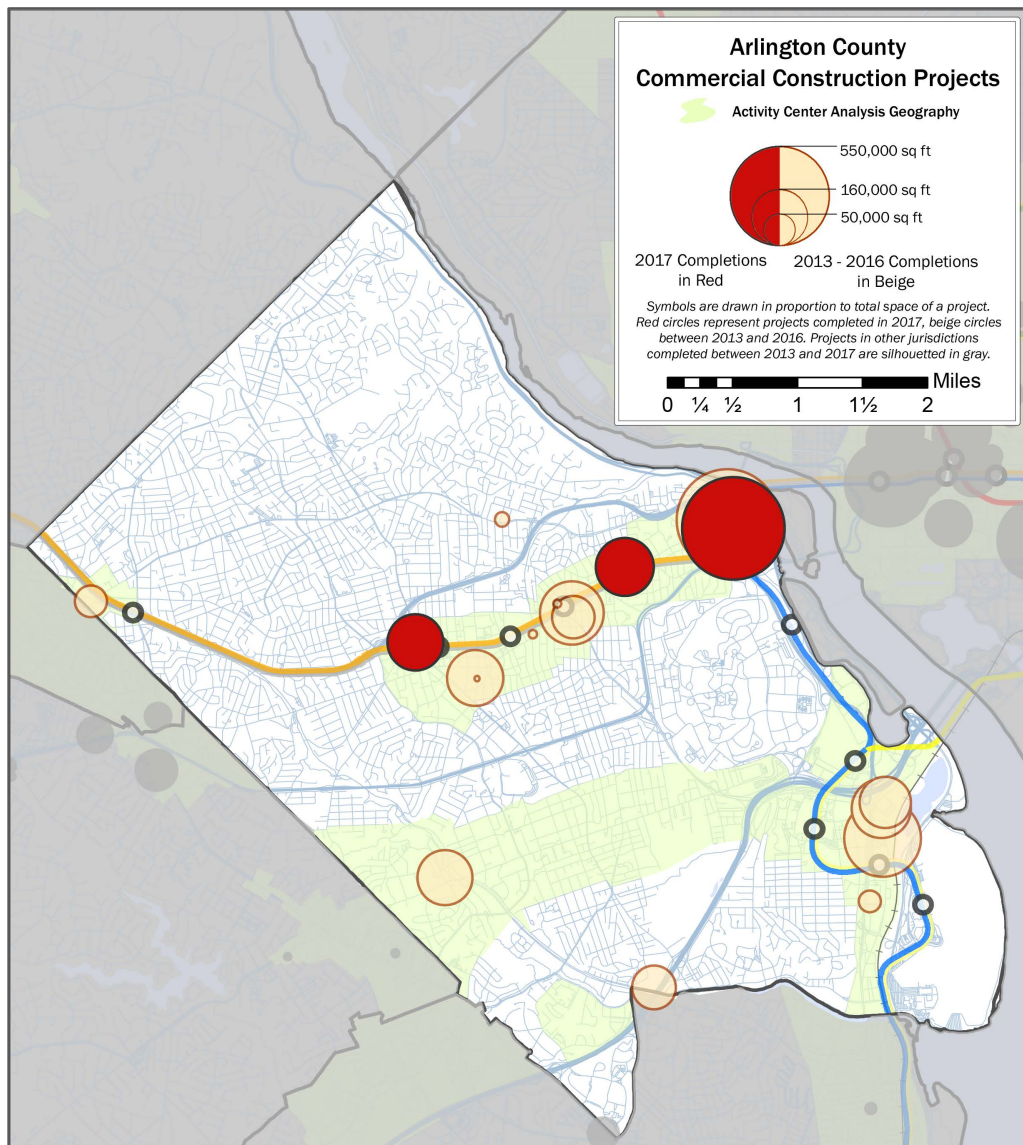 Arlington County
Commercial Construction Projects
Activity Center Analysis Geography
550,000 sq ft
160,000 sq ft
50,000 sq ft
2017 Completions
in Red
2013 - 2016 Completions
in Beige
Symbols are drawn in proportion to total space of a project.
Red circles represent projects completed in 2017, beige circles
between 2013 and 2016. Projects in other jurisdictions
completed between 2013 and 2017 are silhouetted in gray.
Miles
0 ¼ ½ 1 1½ 2